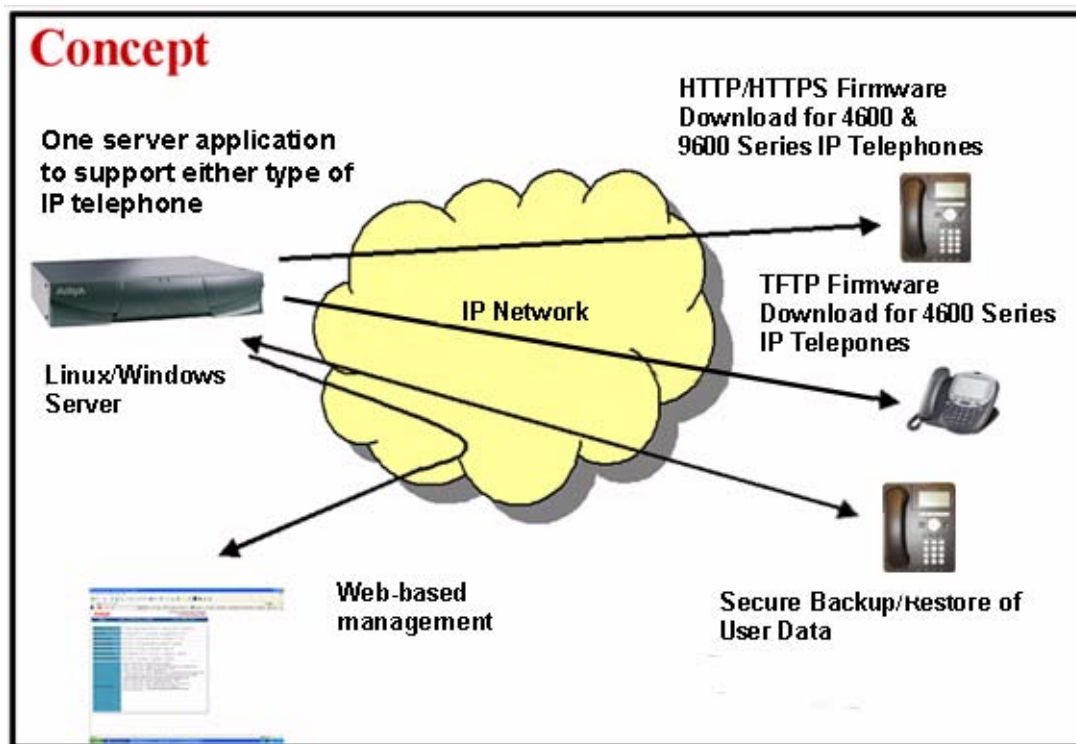 Concept
One server application
to support either type of
IP telephone
HTTP/HTTPS Firmware
Download for 4600 &
9600 Series IP Telephones
AVAYA
IP Network
TFTP Firmware
Download for 4600 Series
IP Telepones
Linux/Windows
Server
Web-based
management
Secure Backup/Restore of
User Data